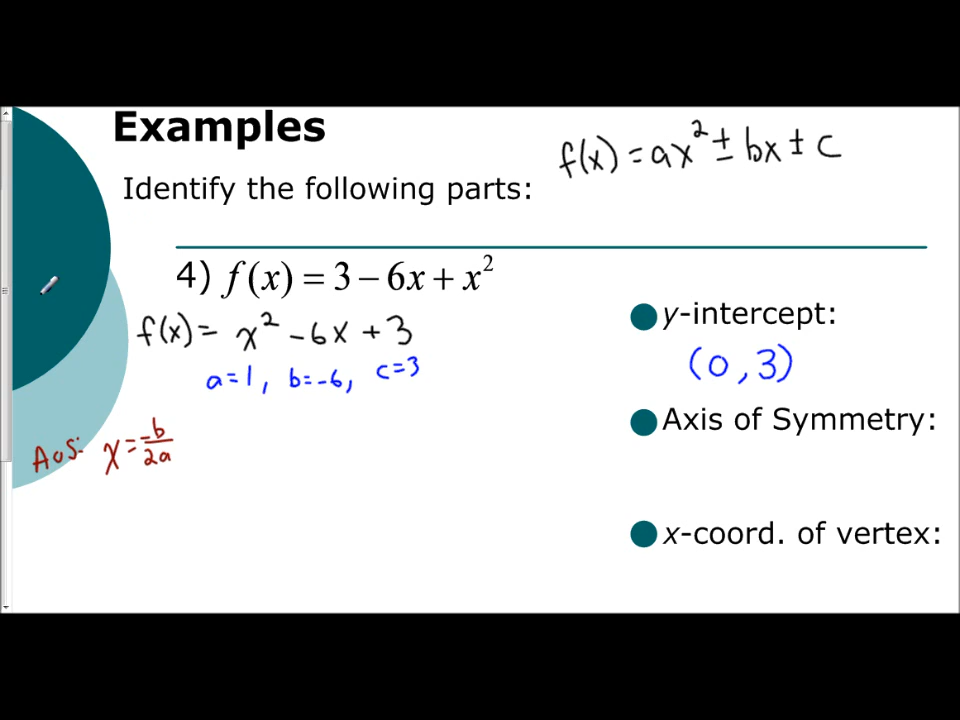 Examples
f(x) = ax² ± bx ± c
Identify the following parts:
4) f(x) = 3 − 6x + x²
f(x) = x² − 6x + 3
a=1, b=-6, c=3
AoS: x = -b/2a
y-intercept:
(0, 3)
Axis of Symmetry:
x-coord. of vertex: